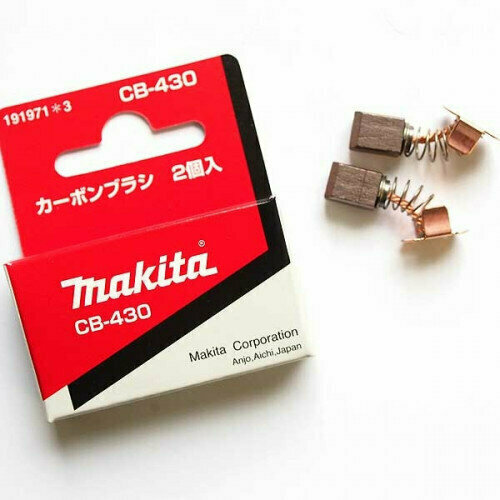 CB-430
191971*3
カーボンブラシ 2個入
makita®
CB-430
Makita Corporation
Anjo,Aichi,Japan